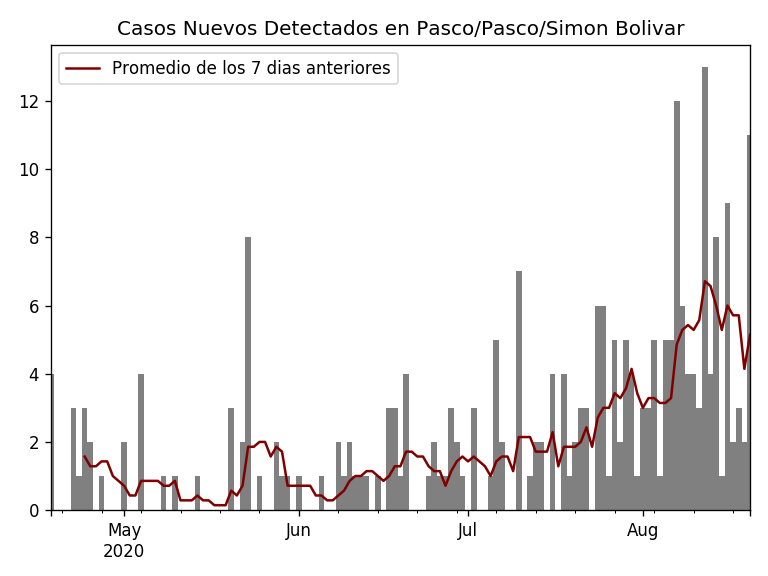 Casos Nuevos Detectados en Pasco/Pasco/Simon Bolivar
Promedio de los 7 dias anteriores
12
10
8
6
4
2
0
May
2020
Jun
Jul
Aug